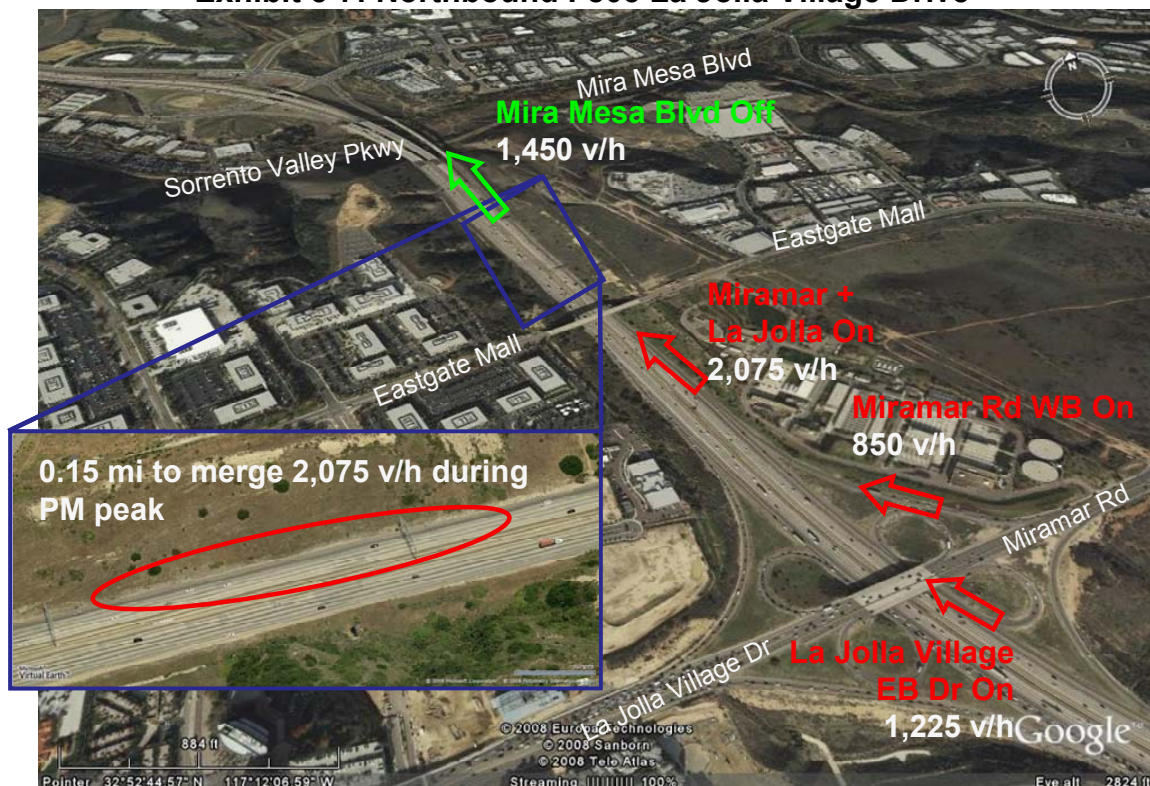 Mira Mesa Blvd
Mira Mesa Blvd Off
1,450 v/h
Sorrento Valley Pkwy
Eastgate Mall
Miramar +
La Jolla On
2,075 v/h
Eastgate Mall
Miramar Rd WB On
850 v/h
0.15 mi to merge 2,075 v/h during
PM peak
Miramar Rd
Virtual Earth™
La Jolla Village
EB Dr On
1,225 v/h
La Jolla Village Dr
Google
884 ft
© 2008 Europa Technologies
© 2008 Sanborn
© 2008 Tele Atlas
Pointer 32°52'44.57" N 117°12'06.59" W
Streaming |||||||||| 100%
Eye alt 2824 ft